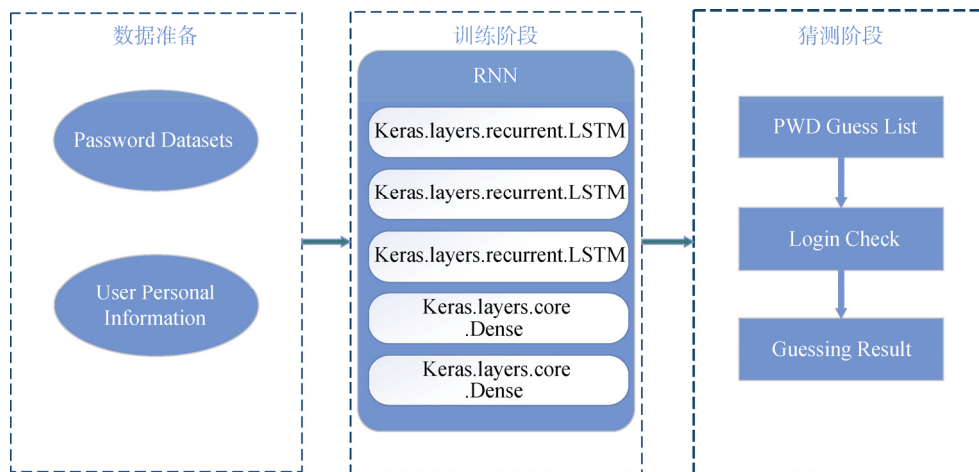 数据准备
Password Datasets
User Personal
Information
训练阶段
RNN
Keras.layers.recurrent.LSTM
Keras.layers.recurrent.LSTM
Keras.layers.recurrent.LSTM
Keras.layers.core
.Dense
Keras.layers.core
.Dense
猜测阶段
PWD Guess List
Login Check
Guessing Result